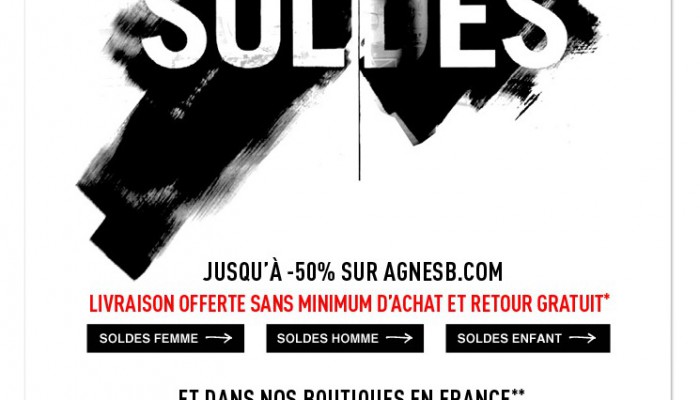 SOLDES
JUSQU'À -50% SUR AGNESB.COM
LIVRAISON OFFERTE SANS MINIMUM D'ACHAT ET RETOUR GRATUIT*
SOLDES FEMME → SOLDES HOMME → SOLDES ENFANT →
ET DANS NOS BOUTIQUES EN FRANCE**